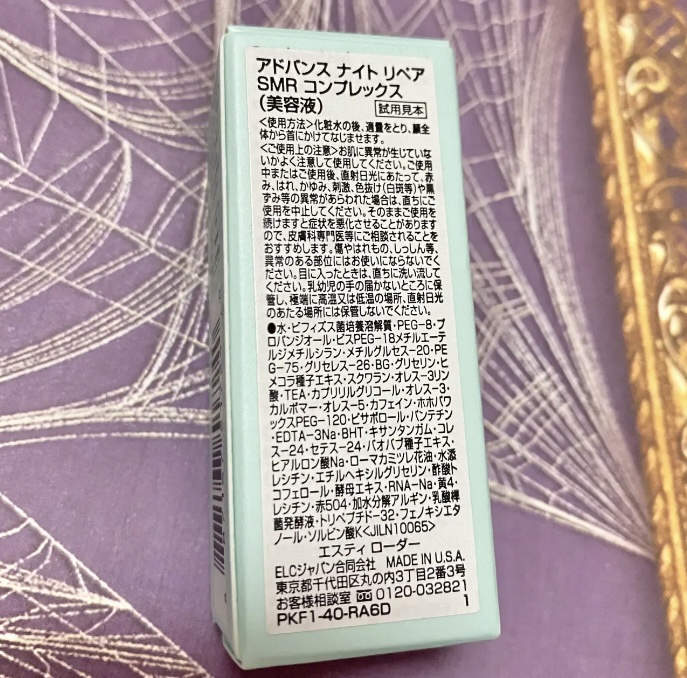 アドバンス ナイト リペア
SMR コンプレックス
(美容液) 試用見本
<使用方法>化粧水の後、適量をとり、顔全
体から首にかけてなじませます。
<ご使用上の注意>お肌に異常が生じていな
いかよく注意して使用してください。ご使用
中またはご使用後、直射日光にあたって、赤
み、はれ、かゆみ、刺激、色抜け(白斑等)や黒
ずみ等の異常があらわれた場合は、直ちにご
使用を中止してください。そのままご使用を
続けますと症状を悪化させることがあります
ので、皮膚科専門医等にご相談されることを
おすすめします。傷やはれもの、しっしん等、
異常のある部位にはお使いにならないでく
ださい。目に入ったときは、直ちに洗い流して
ください。乳幼児の手の届かないところに保
管し、極端に高温又は低温の場所、直射日光
のあたる場所には保管しないでください。
●水・ビフィズス菌培養溶解質・PEG-8・プ
ロパンジオール・ビスPEG-18メチルエーテ
ルジメチルシラン・メチルグルセス-20・PE
G-75・グリセレス-26・BG・グリセリン・ヒ
メコラ種子エキス・スクワラン・オレス-3リン
酸・TEA・カプリリルグリコール・オレス-3・
カルボマー・オレス-5・カフェイン・ホホバワ
ックスPEG-120・ビサボロール・パンテチン
・EDTA-3Na・BHT・キサンタンガム・コレ
ス-24・セテス-24・バオバブ種子エキス・
ヒアルロン酸Na・ローマカミツレ花油・水添
レシチン・エチルヘキシルグリセリン・酢酸ト
コフェロール・酵母エキス・RNA-Na・黄4・
レシチン・赤504・加水分解アルギン・乳酸桿
菌発酵液・トリペプチド-32・フェノキシエタ
ノール・ソルビン酸K<JILN10065>
エスティ ローダー
ELCジャパン合同会社 MADE IN U.S.A.
東京都千代田区丸の内3丁目2番3号
お客様相談室 0120-032821
PKF1-40-RA6D 1